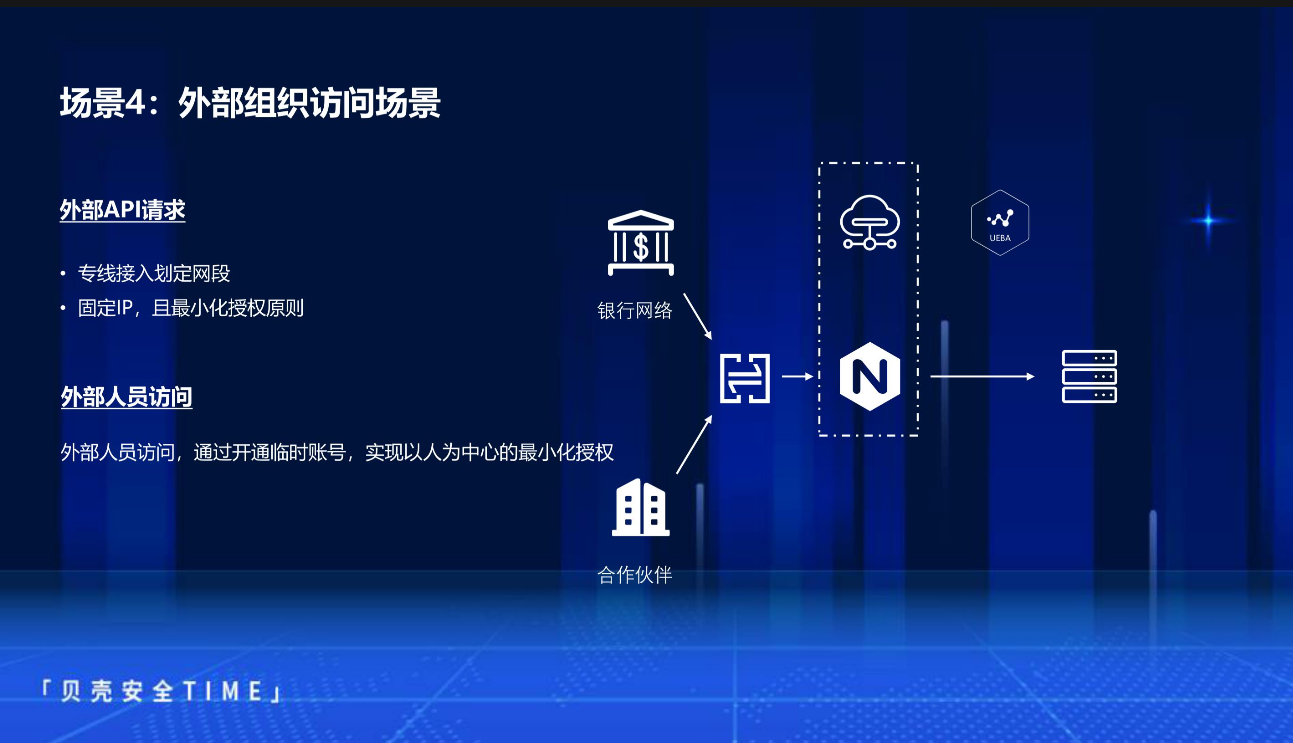 场景4：外部组织访问场景
外部API请求
• 专线接入划定网段
• 固定IP，且最小化授权原则
外部人员访问
外部人员访问，通过开通临时账号，实现以人为中心的最小化授权
银行网络
合作伙伴
$
N
UEBA
「贝壳安全TIME」